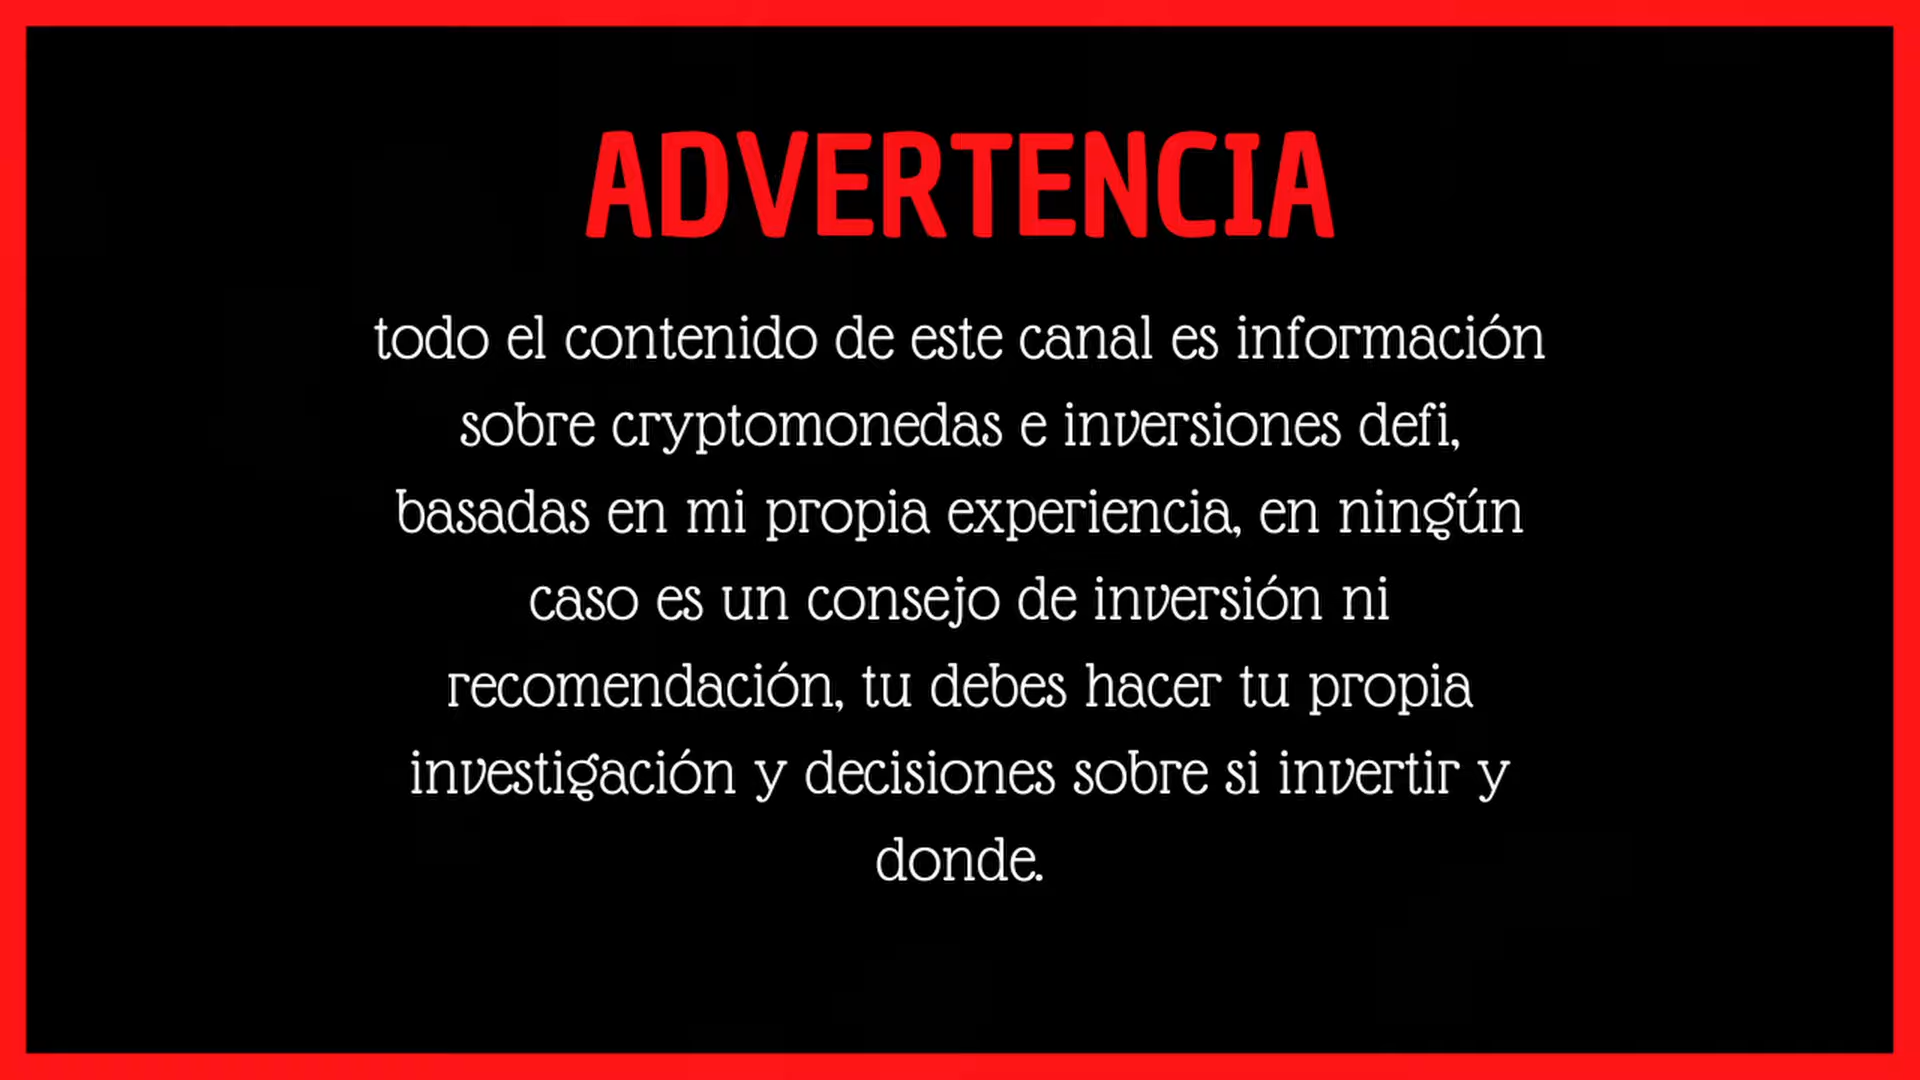 ADVERTENCIA
todo el contenido de este canal es información
sobre cryptomonedas e inversiones defi,
basadas en mi propia experiencia, en ningún
caso es un consejo de inversión ni
recomendación, tu debes hacer tu propia
investigación y decisiones sobre si invertir y
donde.